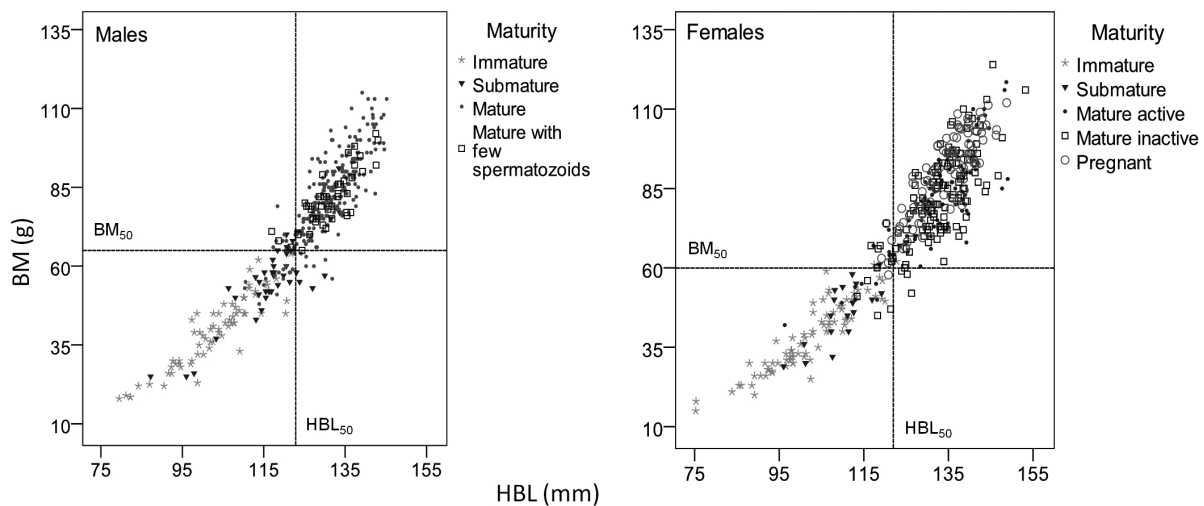 BM (g)
135
110
85
60
35
10
Males
BM50
HBL50
75 95 115 135 155
Maturity
Immature
Submature
Mature
Mature with
few
spermatozoids
135
110
85
60
35
10
Females
BM50
HBL50
75 95 115 135 155
Maturity
Immature
Submature
Mature active
Mature inactive
Pregnant
HBL (mm)